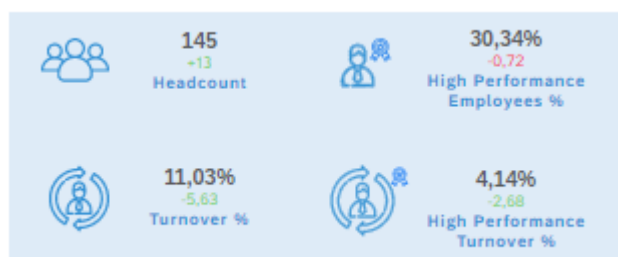 145
+13
Headcount
30,34%
-0,72
High Performance
Employees %
11,03%
-5,63
Turnover %
4,14%
-2,68
High Performance
Turnover %